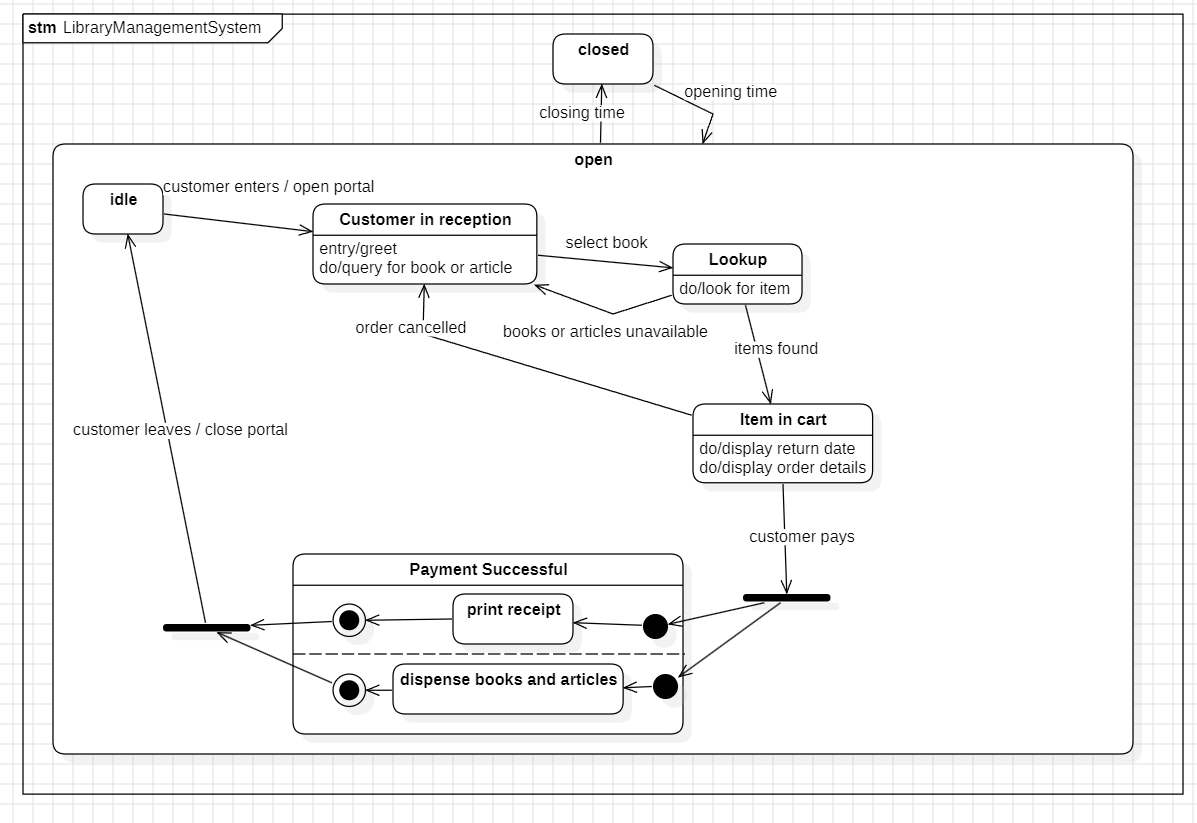 stm LibraryManagementSystem
closed
opening time
closing time
open
customer enters / open portal
idle
Customer in reception
entry/greet
do/query for book or article
select book
Lookup
do/look for item
order cancelled
books or articles unavailable
items found
Item in cart
do/display return date
do/display order details
customer leaves / close portal
customer pays
Payment Successful
print receipt
dispense books and articles